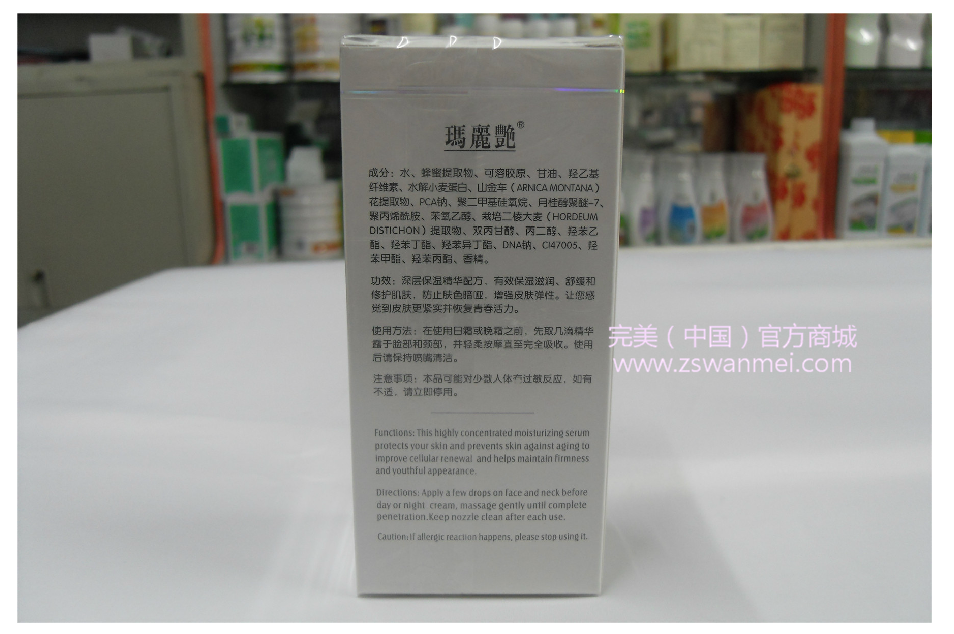 瑪麗艷®
成分：水、蜂蜜提取物、可溶胶原、甘油、羟乙基
纤维素、水解小麦蛋白、山金车（ARNICA MONTANA）
花提取物、PCA钠、聚二甲基硅氧烷、月桂醇聚醚-7、
聚丙烯酰胺、苯氧乙醇、栽培二棱大麦（HORDEUM
DISTICHON）提取物、双丙甘醇、丙二醇、羟苯乙
酯、羟苯丁酯、羟苯异丁酯、DNA钠、CI47005、羟
苯甲酯、羟苯丙酯、香精。
功效：深层保湿精华配方，有效保湿滋润、舒缓和
修护肌肤，防止肤色暗哑，增强皮肤弹性。让您感
觉到皮肤更紧实并恢复青春活力。
使用方法：在使用日霜或晚霜之前，先取几滴精华
露于脸部和颈部，并轻柔按摩直至完全吸收。使用
后请保持喷嘴清洁。
注意事项：本品可能对少数人体有过敏反应，如有
不适，请立即停用。
Functions: This highly concentrated moisturizing serum
protects your skin and prevents skin against aging to
improve cellular renewal and helps maintain firmness
and youthful appearance.
Directions: Apply a few drops on face and neck before
day or night cream, massage gently until complete
penetration.Keep nozzle clean after each use.
Caution: If allergic reaction happens, please stop using it.
完美（中国）官方商城
www.zswanmei.com